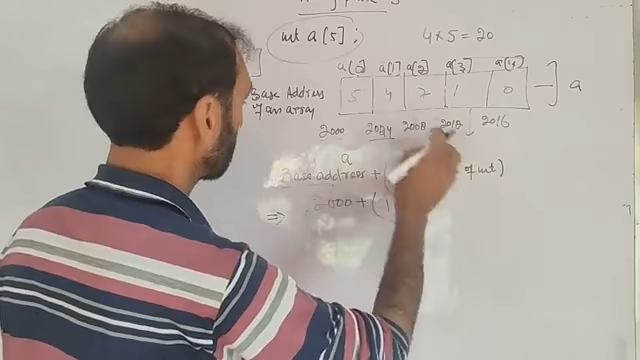 int a[5];
4×5=20
a[0] a[1] a[2] a[3] a[4]
Base Address
of an array
5 4 2 1 0 a
2000 2004 2008 2012 2016
a
Base address + ( of int)
⇒ 2000 + (1